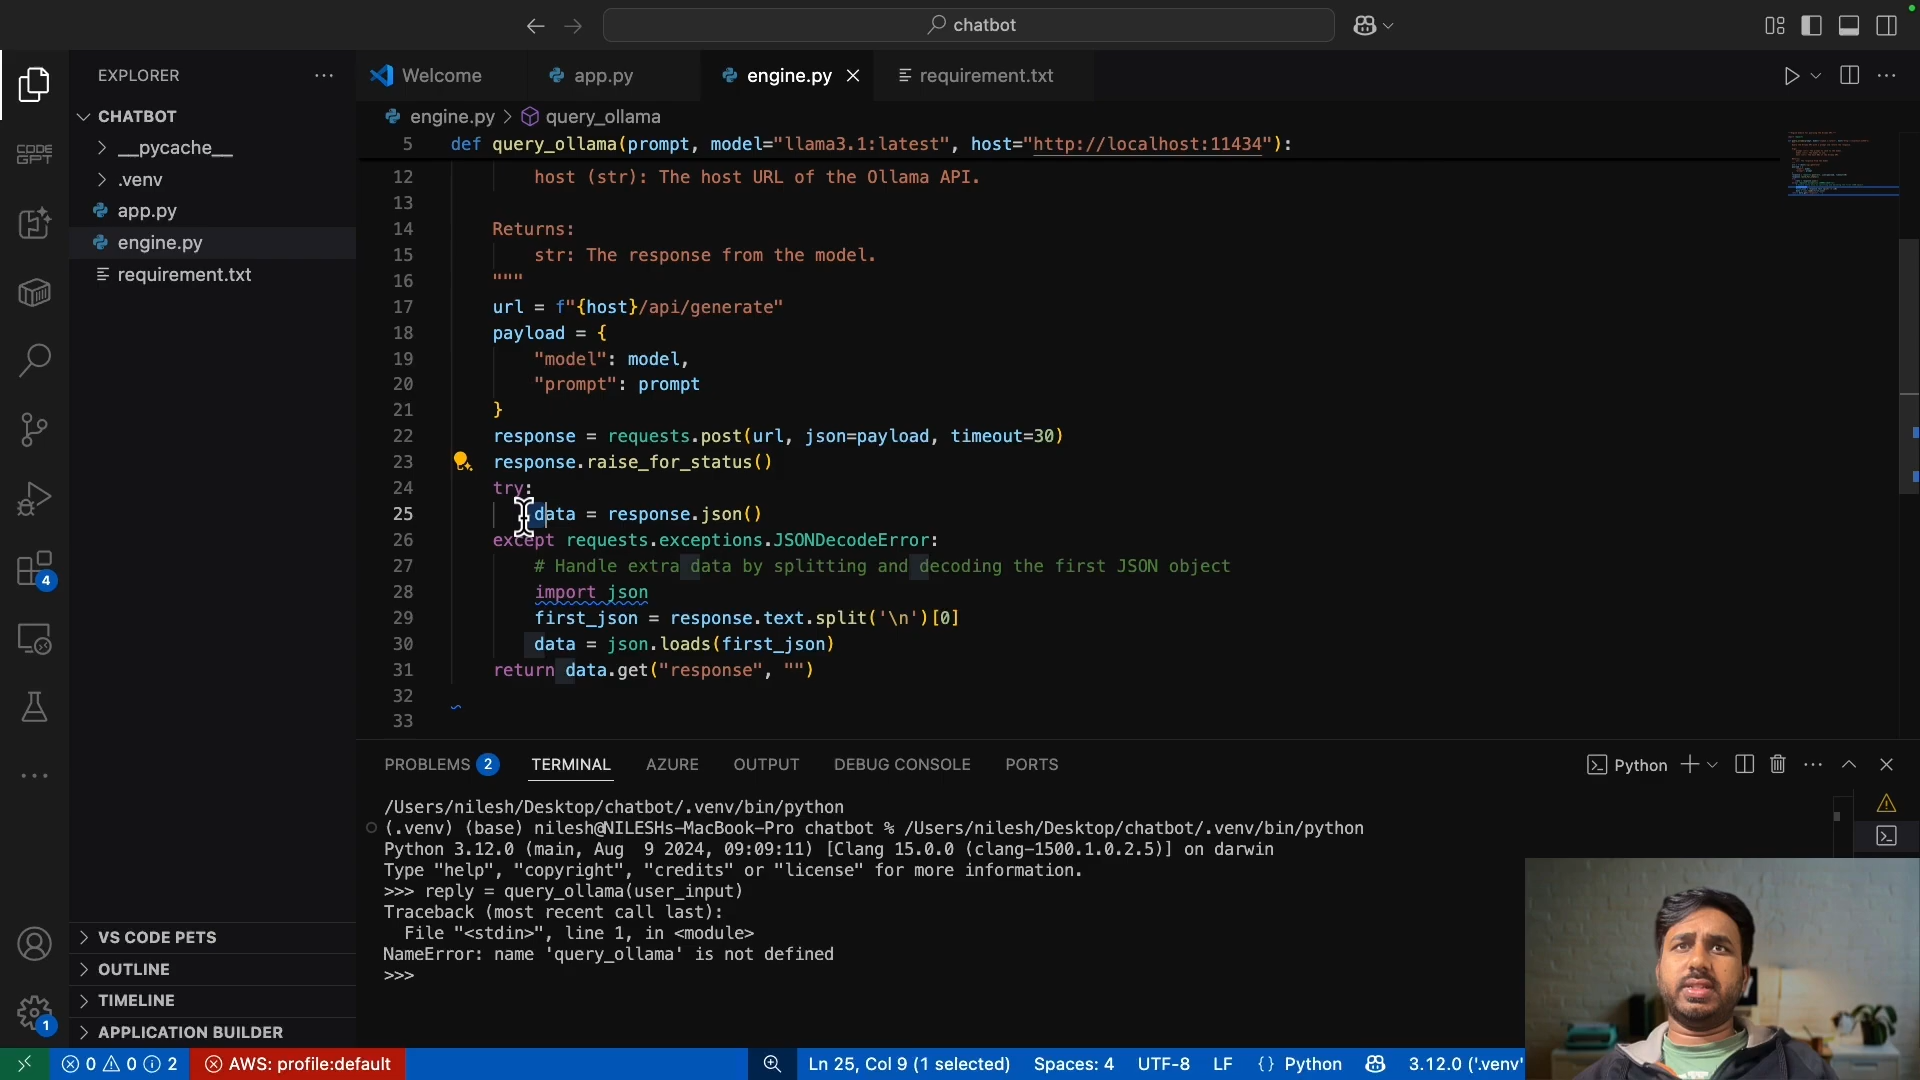 chatbot
EXPLORER
Welcome
app.py
engine.py
requirement.txt
CHATBOT
__pycache__
.venv
app.py
engine.py
requirement.txt
CODE
GPT
4
1
engine.py > query_ollama
5 def query_ollama(prompt, model="llama3.1:latest", host="http://localhost:11434"):
12 host (str): The host URL of the Ollama API.
13
14 Returns:
15 str: The response from the model.
16 """
17 url = f"{host}/api/generate"
18 payload = {
19 "model": model,
20 "prompt": prompt
21 }
22 response = requests.post(url, json=payload, timeout=30)
23 response.raise_for_status()
24 try:
25 data = response.json()
26 except requests.exceptions.JSONDecodeError:
27 # Handle extra data by splitting and decoding the first JSON object
28 import json
29 first_json = response.text.split('\n')[0]
30 data = json.loads(first_json)
31 return data.get("response", "")
32
33
PROBLEMS 2 TERMINAL AZURE OUTPUT DEBUG CONSOLE PORTS
Python
/Users/nilesh/Desktop/chatbot/.venv/bin/python
(.venv) (base) nilesh@NILESHs-MacBook-Pro chatbot % /Users/nilesh/Desktop/chatbot/.venv/bin/python
Python 3.12.0 (main, Aug  9 2024, 09:09:11) [Clang 15.0.0 (clang-1500.1.0.2.5)] on darwin
Type "help", "copyright", "credits" or "license" for more information.
>>> reply = query_ollama(user_input)
Traceback (most recent call last):
File "<stdin>", line 1, in <module>
NameError: name 'query_ollama' is not defined
>>>
VS CODE PETS
OUTLINE
TIMELINE
APPLICATION BUILDER
0 0 2 AWS: profile:default Ln 25, Col 9 (1 selected) Spaces: 4 UTF-8 LF {} Python 3.12.0 ('.venv'